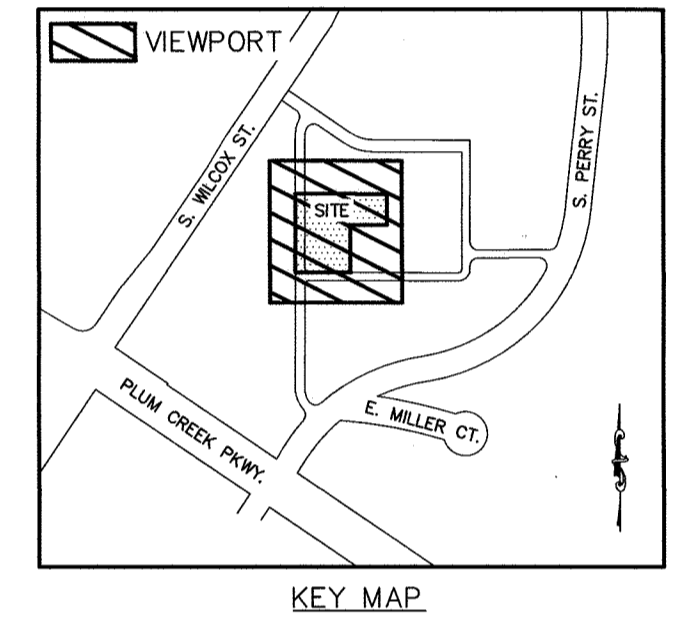 VIEWPORT
S. WILCOX ST.
S. PERRY ST.
SITE
E. MILLER CT.
PLUM CREEK PKWY.
KEY MAP